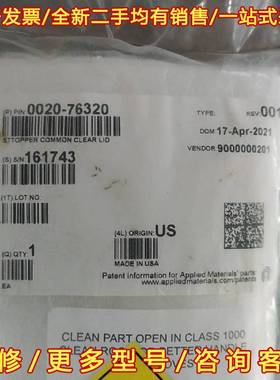 发票/全新二手均有销售/一站式
(P) P/N 0020-76320
TYPE:
REV: 001
STTOPPER COMMON CLEAR LID
DOM 17-Apr-2021
(S) S/N 161743
VENDOR 9000000201
(1T) LOT NO:
(4L) ORIGIN: US
MADE IN USA
(Q) QTY 1
EA
Patent information for Applied Materials' parts:
appliedmaterials.com/patents
CLEAN PART OPEN IN CLASS 1000
修/更多型号/咨询客